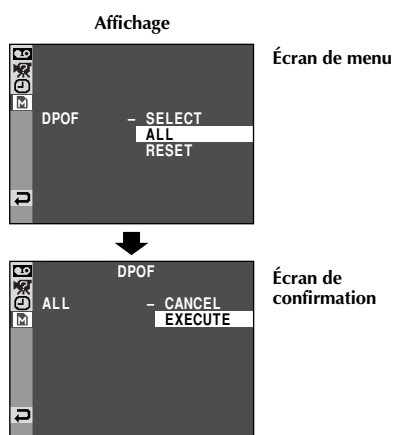 Affichage
Écran de menu
M
DPOF – SELECT
ALL
RESET
DPOF
Écran de
confirmation
ALL – CANCEL
M
EXECUTE